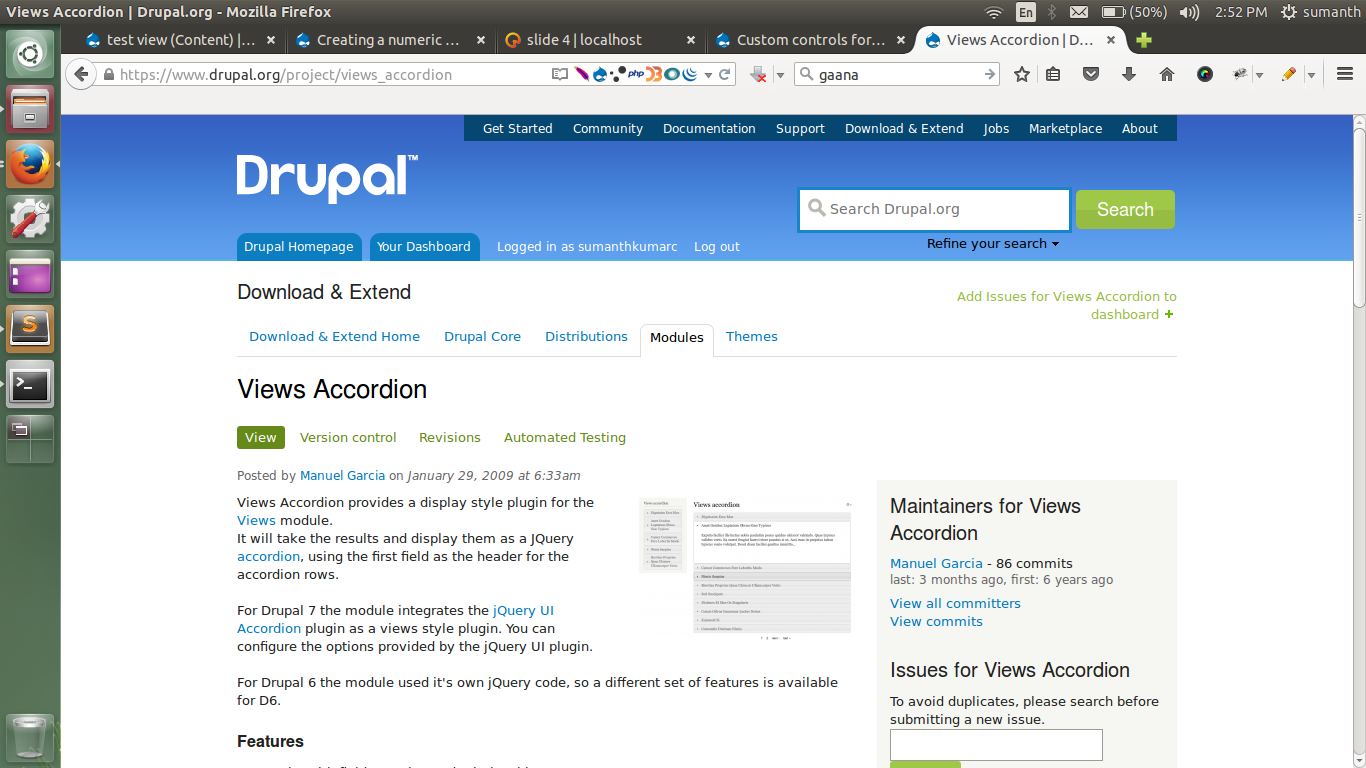 Views Accordion | Drupal.org - Mozilla Firefox
En
(50%)
2:52 PM
sumanth
test view (Content) |...
Creating a numeric ...
slide 4 | localhost
Custom controls for...
Views Accordion | D...
https://www.drupal.org/project/views_accordion
php
gaana
Get Started
Community
Documentation
Support
Download & Extend
Jobs
Marketplace
About
Drupal™
Search Drupal.org
Search
Refine your search
Drupal Homepage
Your Dashboard
Logged in as sumanthkumarc
Log out
Download & Extend
Add Issues for Views Accordion to
dashboard
Download & Extend Home
Drupal Core
Distributions
Modules
Themes
Views Accordion
View
Version control
Revisions
Automated Testing
Posted by Manuel Garcia on January 29, 2009 at 6:33am
Views Accordion provides a display style plugin for the
Views module.
It will take the results and display them as a JQuery
accordion, using the first field as the header for the
accordion rows.
For Drupal 7 the module integrates the jQuery UI
Accordion plugin as a views style plugin. You can
configure the options provided by the jQuery UI plugin.
For Drupal 6 the module used it's own jQuery code, so a different set of features is available
for D6.
Features
Views accordion
Maintainers for Views
Accordion
Manuel Garcia - 86 commits
last: 3 months ago, first: 6 years ago
View all committers
View commits
Issues for Views Accordion
To avoid duplicates, please search before
submitting a new issue.